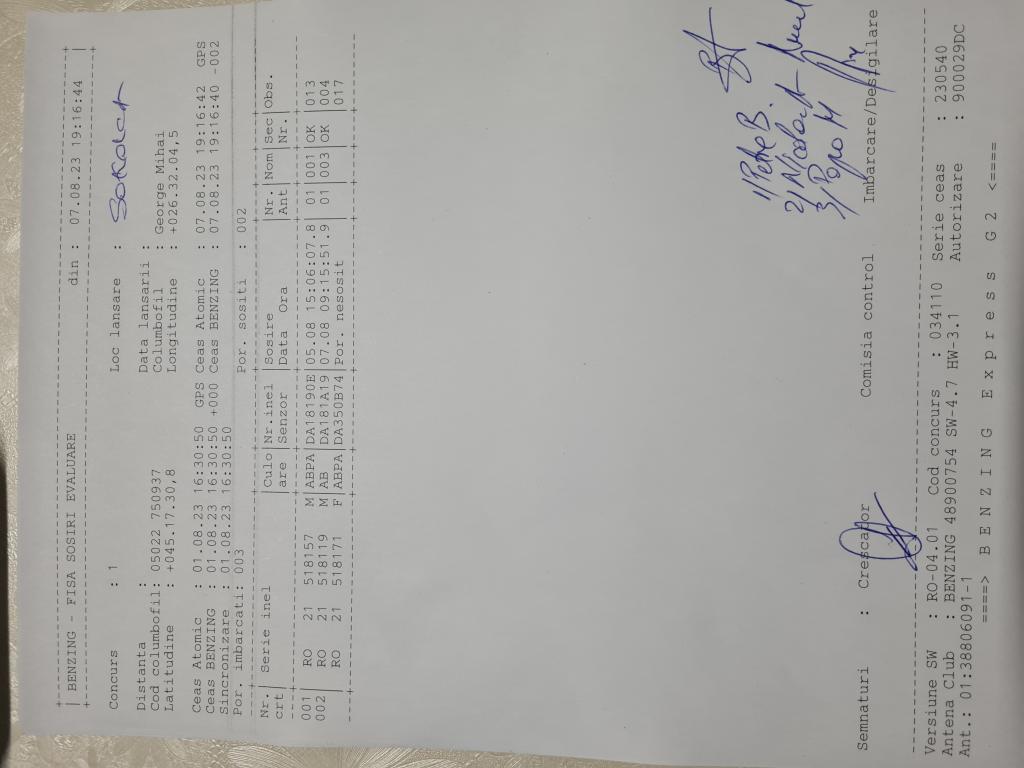 +-----------------------------------------------------------------------------+
| BENZING - FISA SOSIRI EVALUARE din : 07.08.23 19:16:44 |
+-----------------------------------------------------------------------------+
Concurs : 1 Loc lansare :
Distanta : Data lansarii :
Cod columbofil: 05022 750937 Columbofil : George Mihai
Latitudine : +045.17.30,8 Longitudine : +026.32.04,5
Ceas Atomic : 01.08.23 16:30:50 GPS Ceas Atomic : 07.08.23 19:16:42 GPS
Ceas BENZING : 01.08.23 16:30:50 +000 Ceas BENZING : 07.08.23 19:16:40 -002
Sincronizare : 01.08.23 16:30:50
Por. imbarcati: 003 Por. sositi : 002
Nr. | Serie inel |Culo|Nr.inel |Sosire |Nr.|Nom|Sec|Obs.
crt| |are |Senzor |Data Ora |Ant| |Nr.|
001| RO 21 518157 M|ABPA|DA18190E|05.08 15:06:07:8| 01|001|OK |013
002| RO 21 518119 M|AB |DA181A19|07.08 09:15:51:9| 01|003|OK |004
| RO 21 518171 F|ABPA|DA350B74|Por. nesosit | | | |017
1) Petre B.
2) Nicolae
3) Popa M
Semnaturi : Crescator Comisia control Imbarcare/Desigilare
Versiune SW : RO-04.01 Cod concurs : 034110 Serie ceas : 230540
Antena Club : BENZING 48900754 SW-4.7 HW-3.1 Autorizare : 900029DC
Ant.: 01:38806091-1
====> B E N Z I N G E x p r e s s G 2 <====